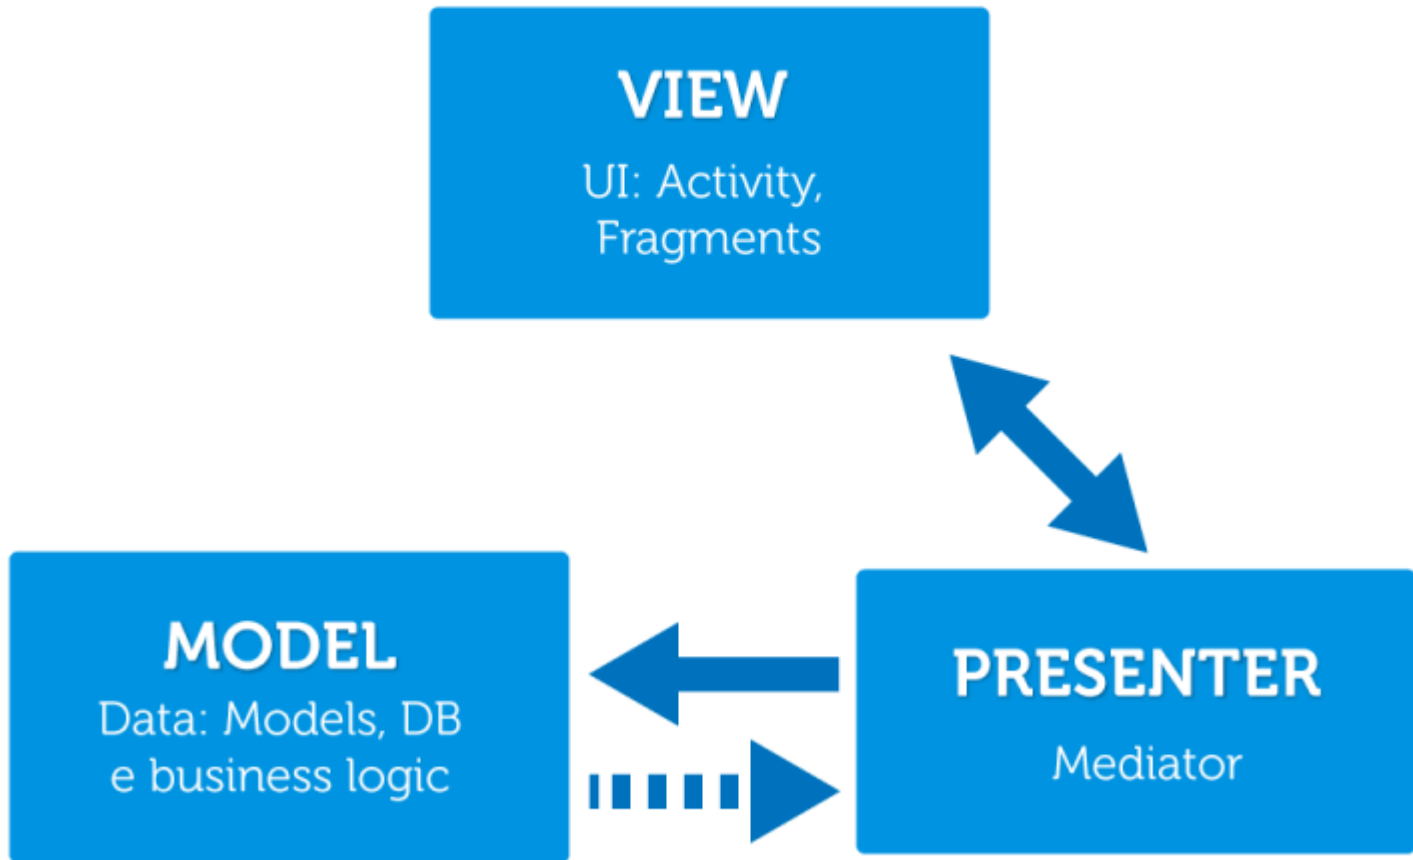 VIEW
UI: Activity,
Fragments
MODEL
Data: Models, DB
e business logic
PRESENTER
Mediator